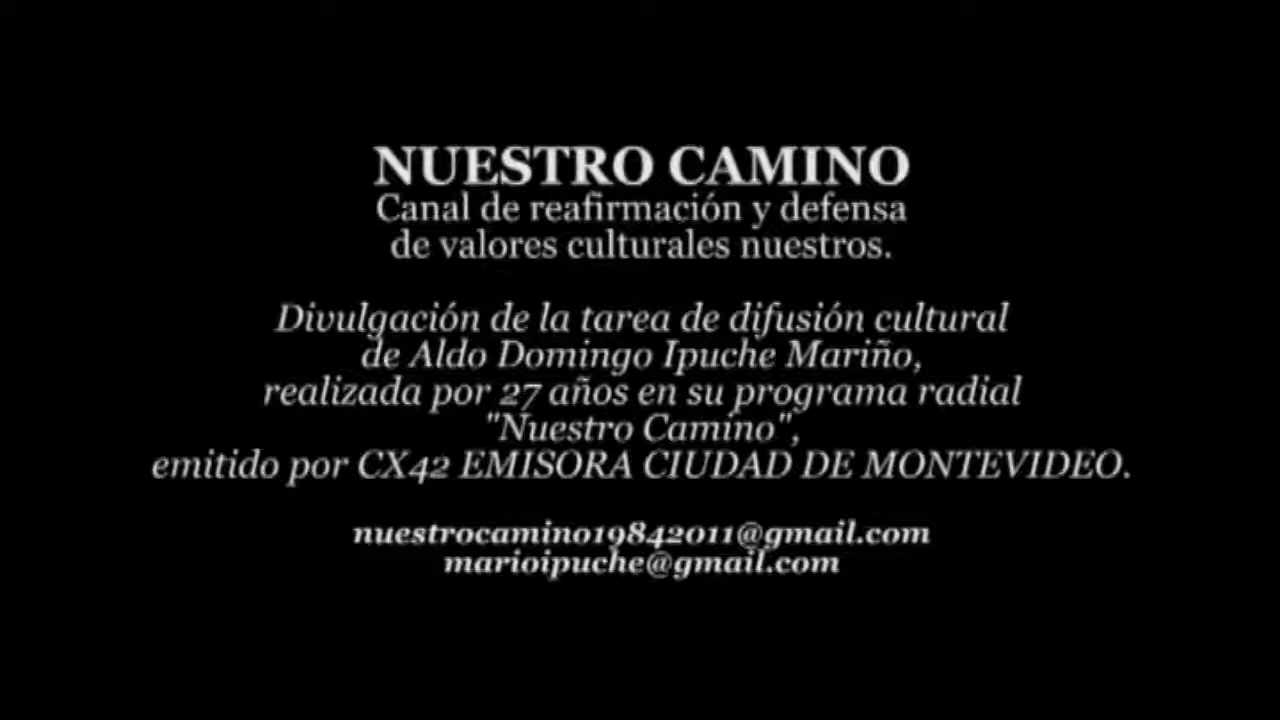 NUESTRO CAMINO
Canal de reafirmación y defensa
de valores culturales nuestros.
Divulgación de la tarea de difusión cultural
de Aldo Domingo Ipuche Mariño,
realizada por 27 años en su programa radial
"Nuestro Camino",
emitido por CX42 EMISORA CIUDAD DE MONTEVIDEO.
nuestrocamino19842011@gmail.com
marioipuche@gmail.com